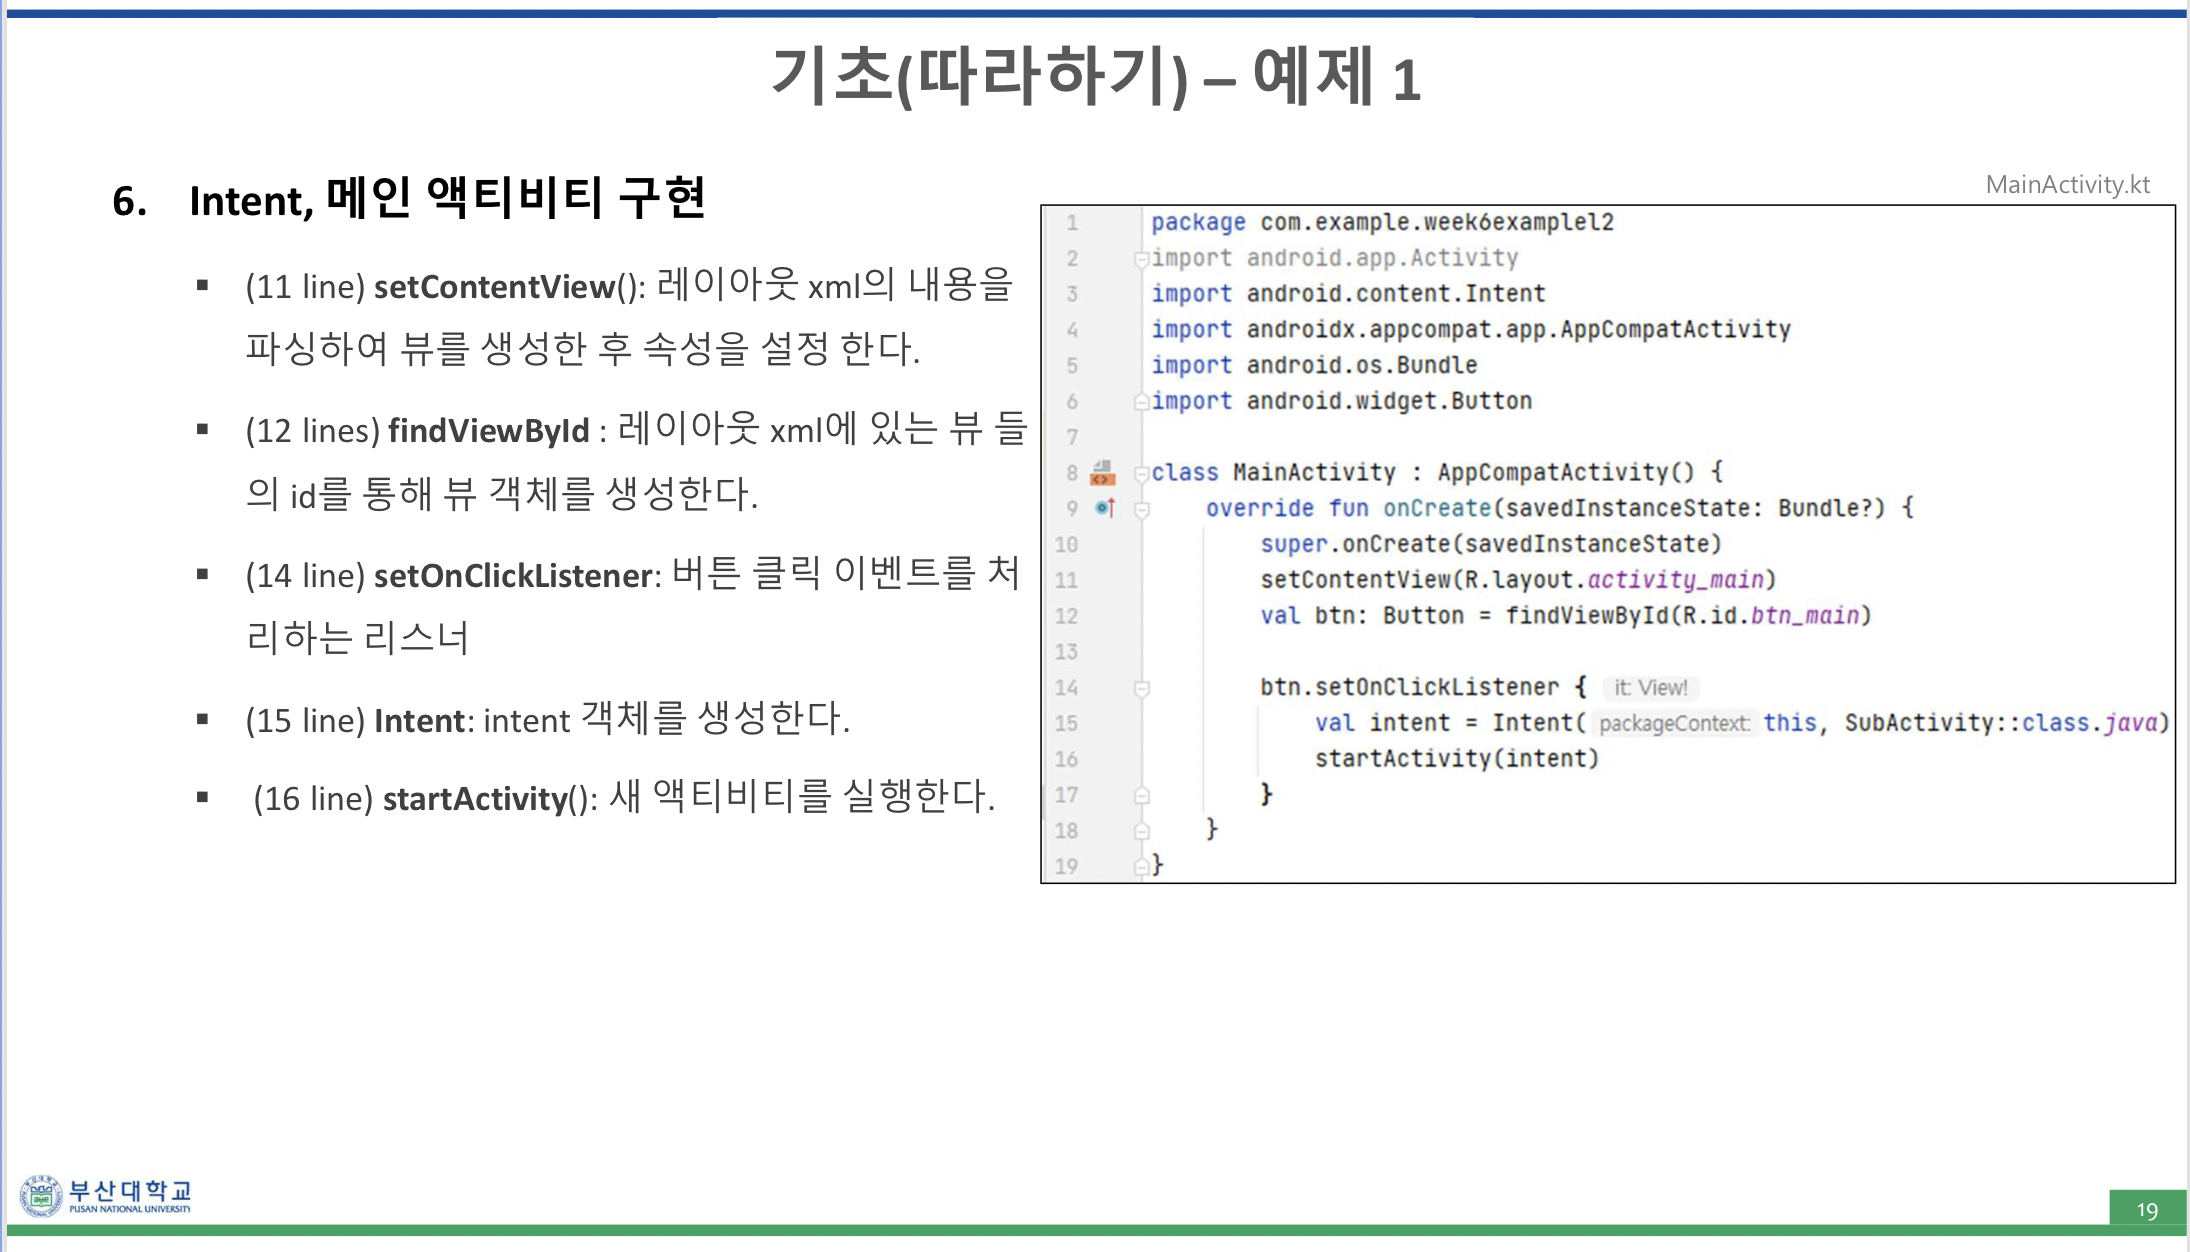 기초(따라하기) – 예제 1
6. Intent, 메인 액티비티 구현
▪ (11 line) setContentView(): 레이아웃 xml의 내용을
파싱하여 뷰를 생성한 후 속성을 설정 한다.
▪ (12 lines) findViewById : 레이아웃 xml에 있는 뷰 들
의 id를 통해 뷰 객체를 생성한다.
▪ (14 line) setOnClickListener: 버튼 클릭 이벤트를 처
리하는 리스너
▪ (15 line) Intent: intent 객체를 생성한다.
▪ (16 line) startActivity(): 새 액티비티를 실행한다.
MainActivity.kt
1 package com.example.week6examplel2
2 import android.app.Activity
3 import android.content.Intent
4 import androidx.appcompat.app.AppCompatActivity
5 import android.os.Bundle
6 import android.widget.Button
7
8 class MainActivity : AppCompatActivity() {
9 override fun onCreate(savedInstanceState: Bundle?) {
10 super.onCreate(savedInstanceState)
11 setContentView(R.layout.activity_main)
12 val btn: Button = findViewById(R.id.btn_main)
13
14 btn.setOnClickListener { it: View!
15 val intent = Intent( packageContext: this, SubActivity::class.java)
16 startActivity(intent)
17 }
18 }
19 }
부산대학교
PUSAN NATIONAL UNIVERSITY
19